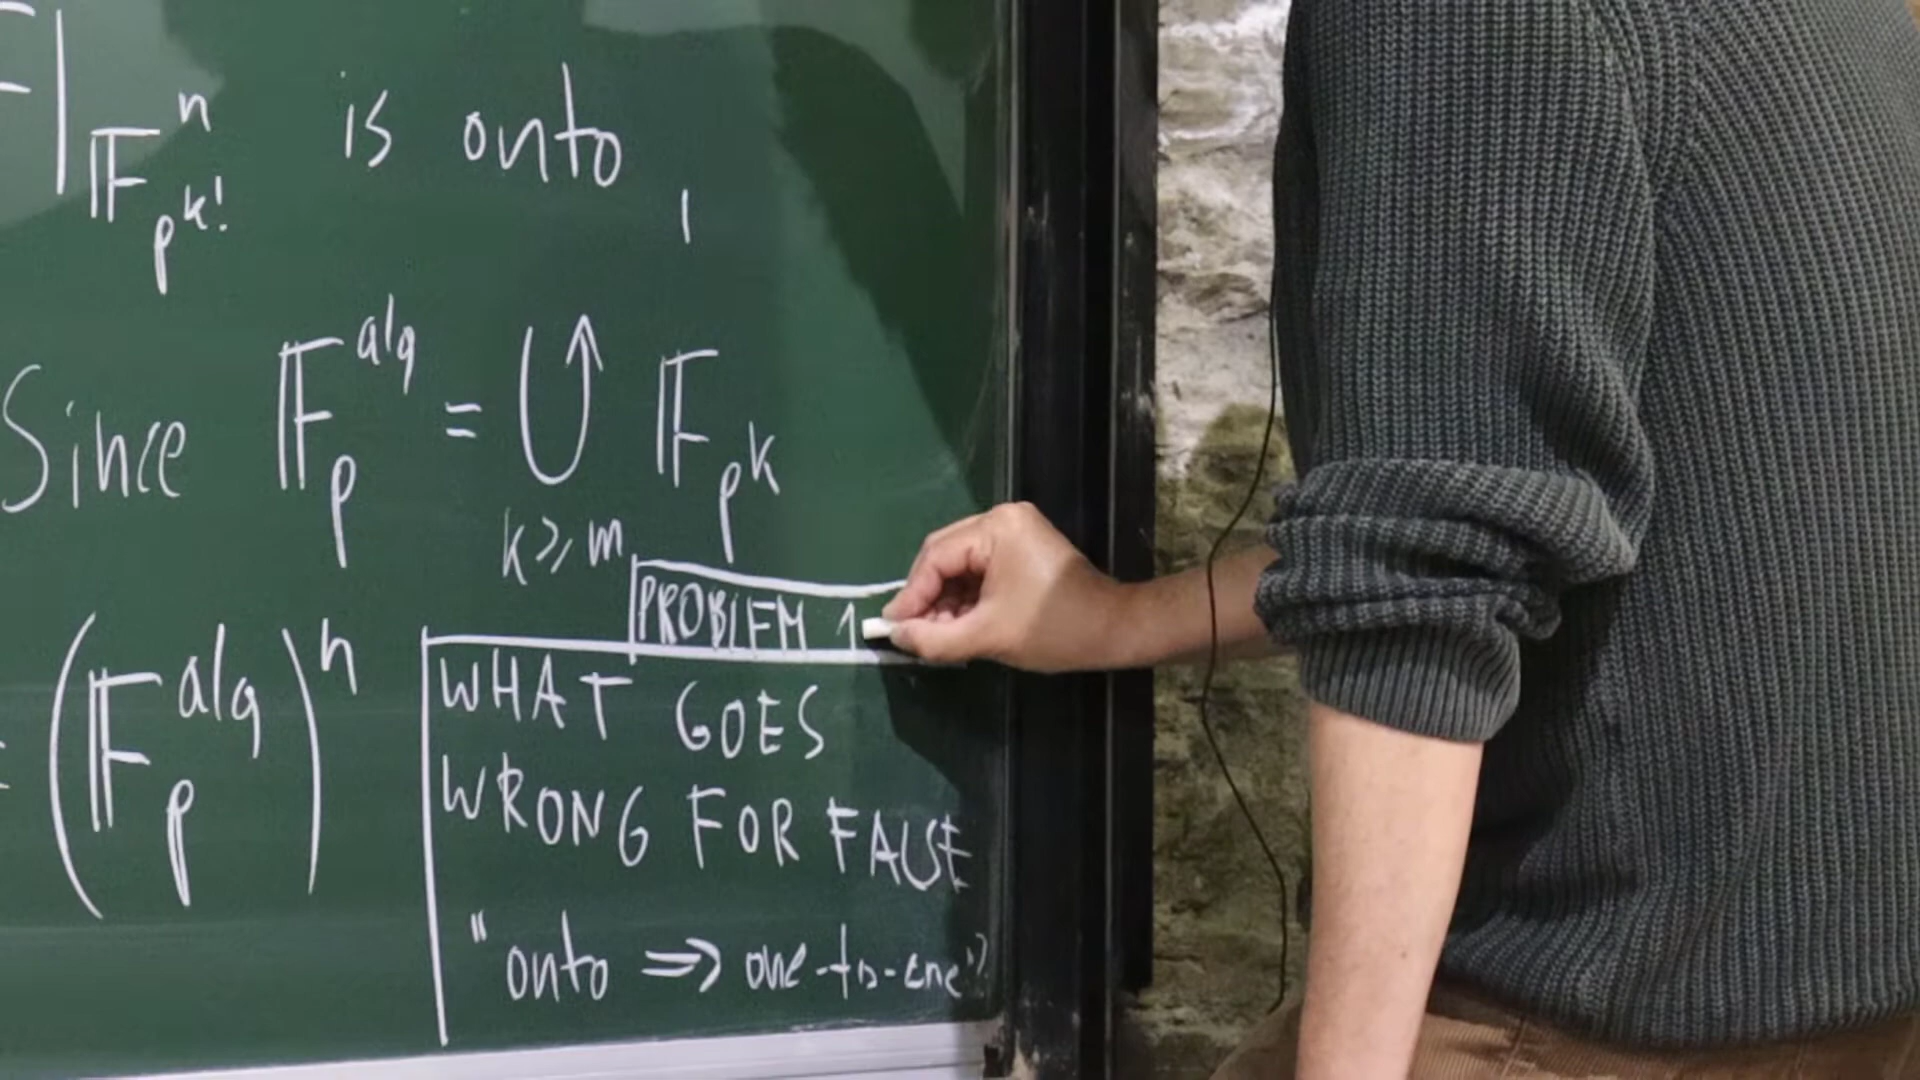 F|_{𝔽_{p^{k!}}^n} is onto,
Since 𝔽_p^{alg} = ⋃↑_{k≥m} 𝔽_{p^k}
= (𝔽_p^{alg})^n
PROBLEM 1
WHAT GOES
WRONG FOR FALSE
"onto ⇒ one-to-one"?